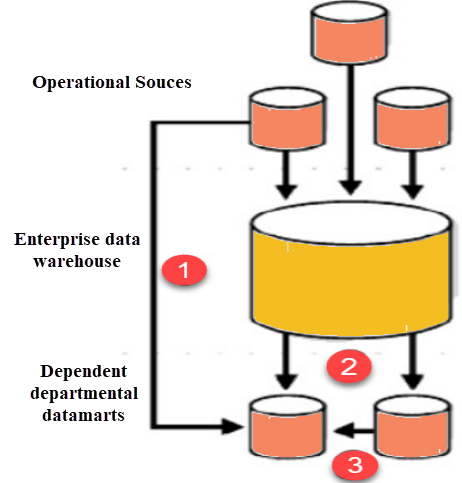 Operational Souces
Enterprise data
warehouse
1
2
Dependent
departmental
datamarts
3